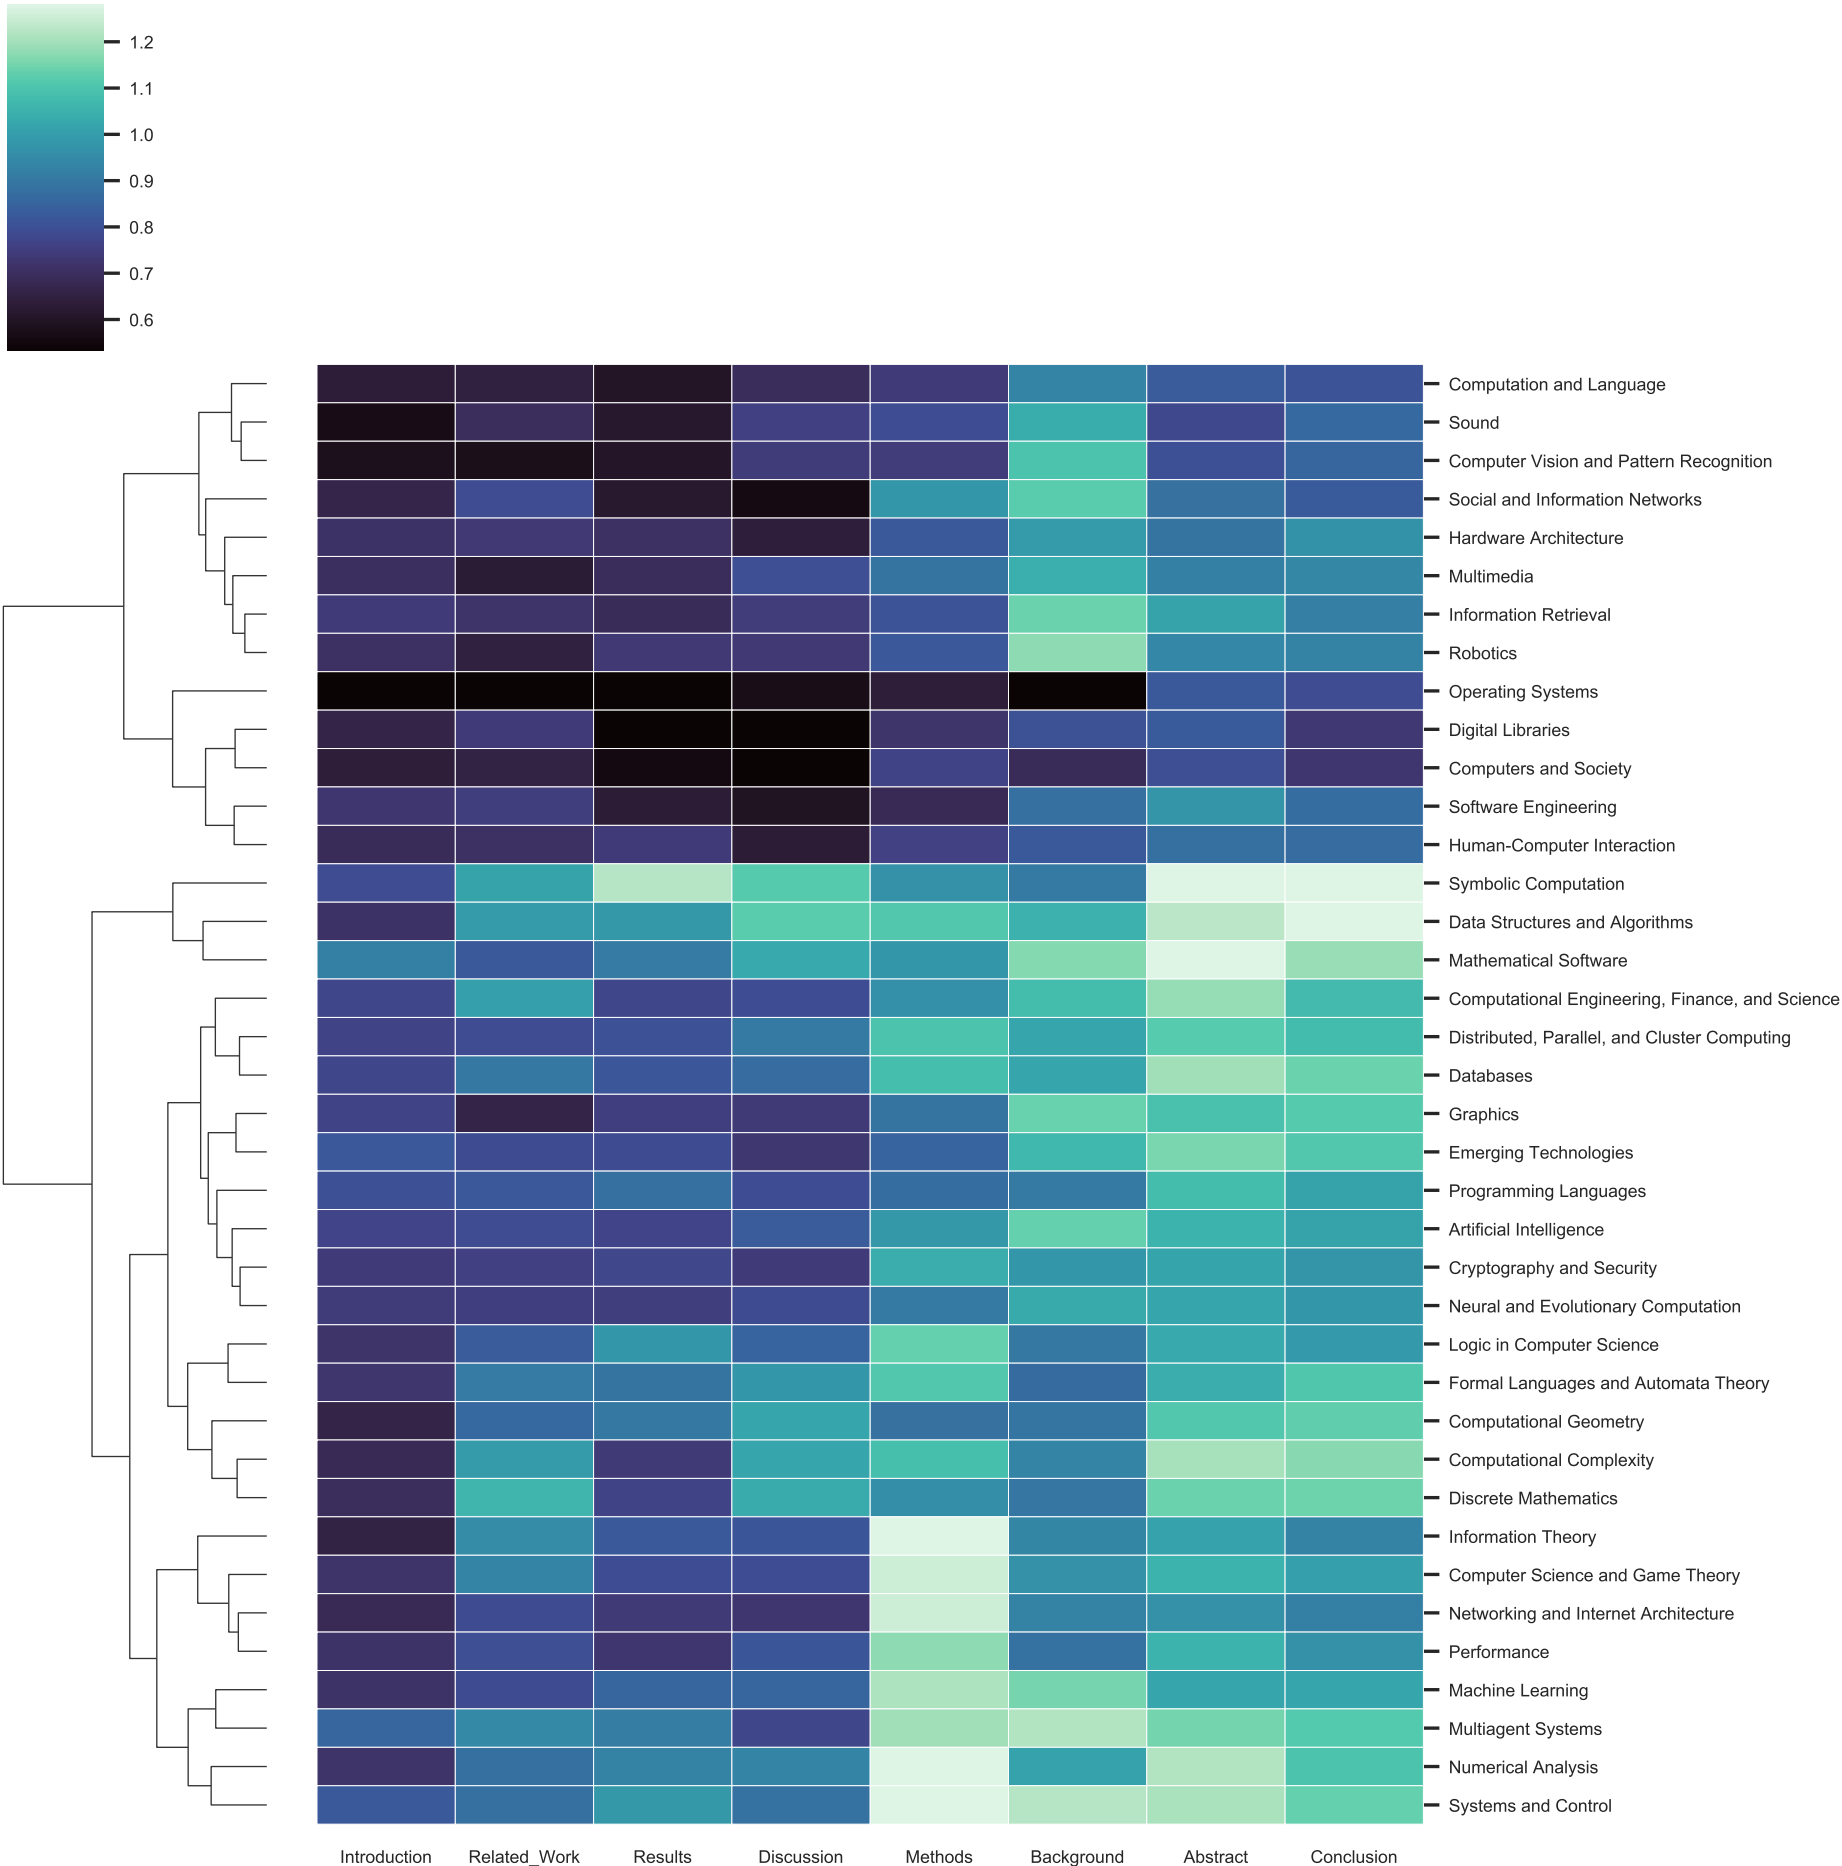 1.2
1.1
1.0
0.9
0.8
0.7
0.6
Computation and Language
Sound
Computer Vision and Pattern Recognition
Social and Information Networks
Hardware Architecture
Multimedia
Information Retrieval
Robotics
Operating Systems
Digital Libraries
Computers and Society
Software Engineering
Human-Computer Interaction
Symbolic Computation
Data Structures and Algorithms
Mathematical Software
Computational Engineering, Finance, and Science
Distributed, Parallel, and Cluster Computing
Databases
Graphics
Emerging Technologies
Programming Languages
Artificial Intelligence
Cryptography and Security
Neural and Evolutionary Computation
Logic in Computer Science
Formal Languages and Automata Theory
Computational Geometry
Computational Complexity
Discrete Mathematics
Information Theory
Computer Science and Game Theory
Networking and Internet Architecture
Performance
Machine Learning
Multiagent Systems
Numerical Analysis
Systems and Control
Introduction Related_Work Results Discussion Methods Background Abstract Conclusion